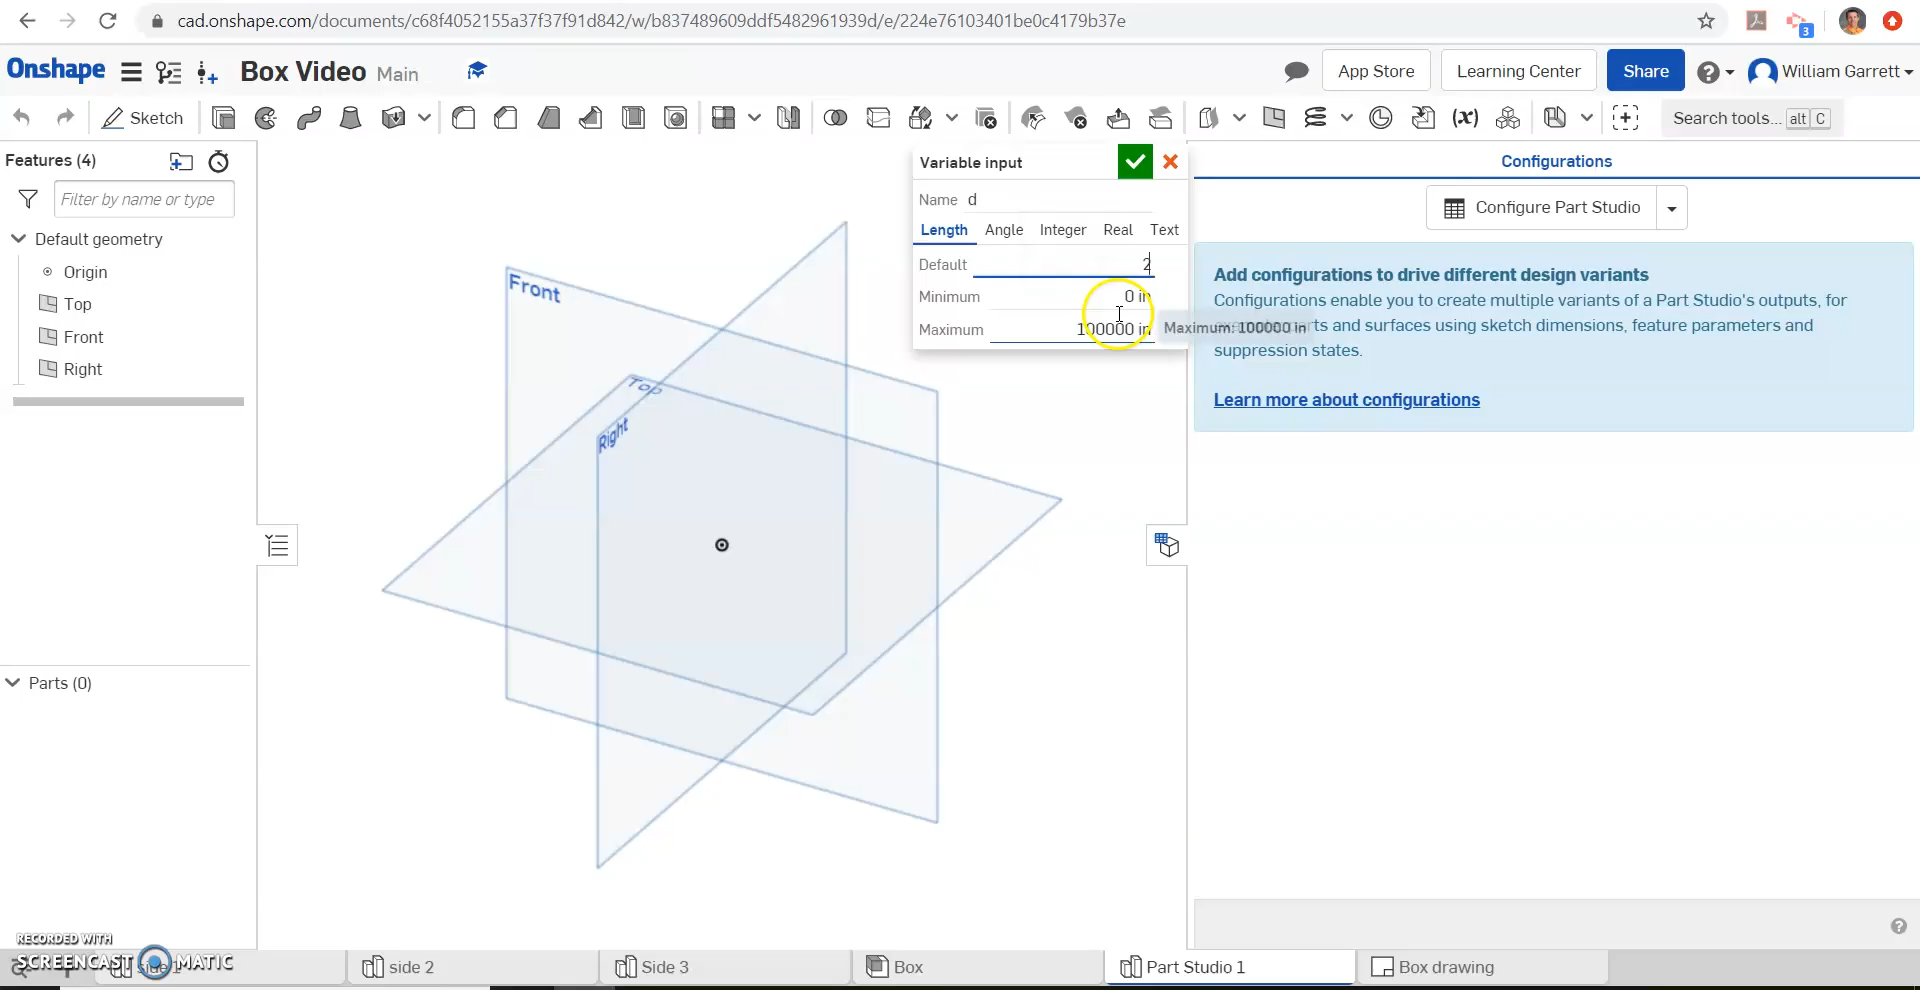 cad.onshape.com/documents/c68f4052155a37f37f91d842/w/b837489609ddf5482961939d/e/224e76103401be0c4179b37e
3
Onshape Box Video Main App Store Learning Center Share William Garrett
Sketch (x) Search tools... alt C
Features (4)
Filter by name or type
Default geometry
Origin
Top
Front
Right
Parts (0)
Front
Top
Right
Variable input
Name d
Length Angle Integer Real Text
Default 2
Minimum 0 in
Maximum 100000 in
Maximum: 100000 in
Configurations
Configure Part Studio
Add configurations to drive different design variants
Configurations enable you to create multiple variants of a Part Studio's outputs, for
parts and surfaces using sketch dimensions, feature parameters and
suppression states.
Learn more about configurations
RECORDED WITH
SCREENCAST MATIC
side 2 Side 3 Box Part Studio 1 Box drawing